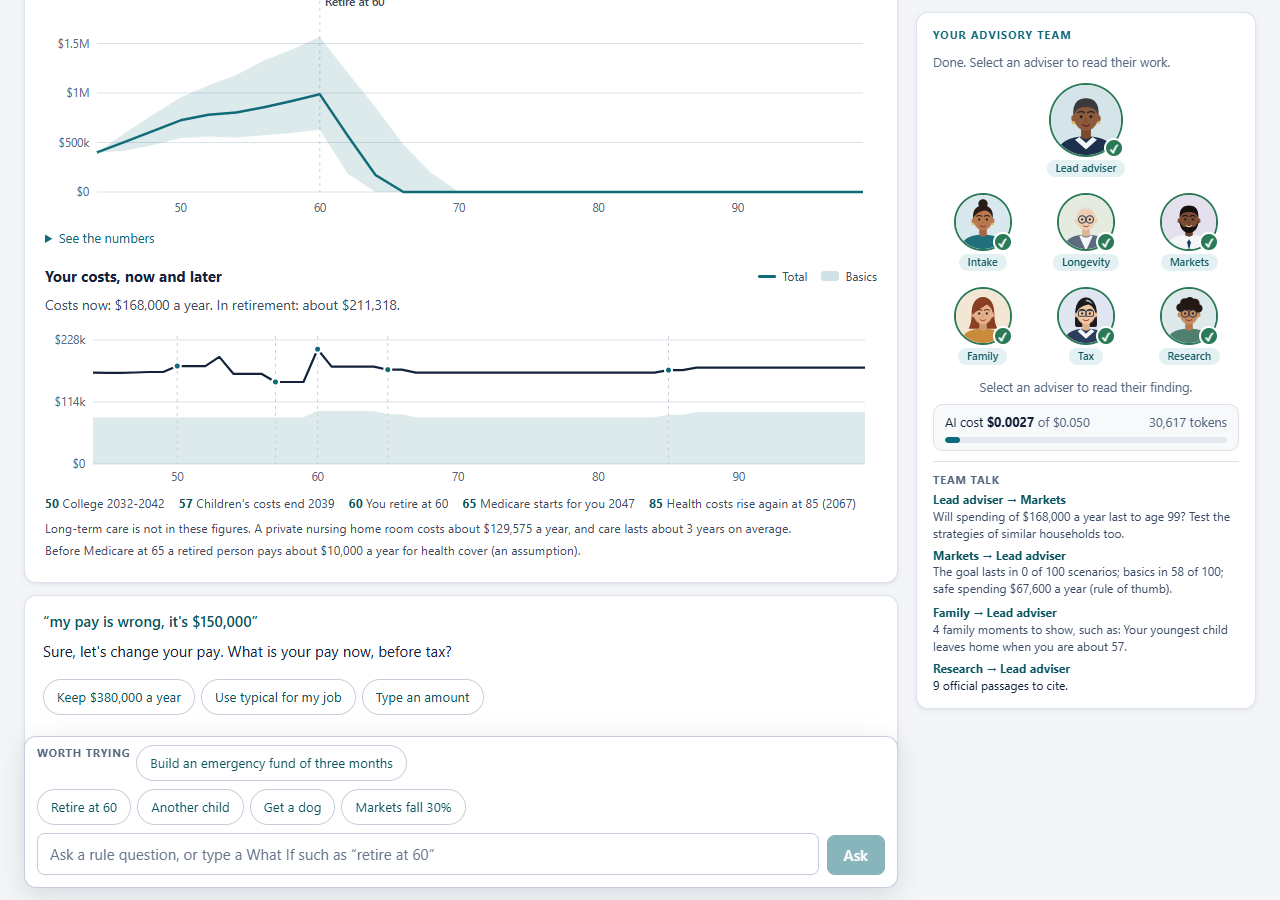 Retire at 60
$1.5M
$1M
$500k
$0
50 60 70 80 90
See the numbers
Your costs, now and later
Total Basics
Costs now: $168,000 a year. In retirement: about $211,318.
$228k
$114k
$0
50 60 70 80 90
50 College 2032-2042 57 Children's costs end 2039 60 You retire at 60 65 Medicare starts for you 2047 85 Health costs rise again at 85 (2067)
Long-term care is not in these figures. A private nursing home room costs about $129,575 a year, and care lasts about 3 years on average.
Before Medicare at 65 a retired person pays about $10,000 a year for health cover (an assumption).
“my pay is wrong, it's $150,000”
Sure, let's change your pay. What is your pay now, before tax?
Keep $380,000 a year Use typical for my job Type an amount
WORTH TRYING Build an emergency fund of three months
Retire at 60 Another child Get a dog Markets fall 30%
Ask a rule question, or type a What If such as “retire at 60”
Ask
YOUR ADVISORY TEAM
Done. Select an adviser to read their work.
Lead adviser
Intake Longevity Markets
Family Tax Research
Select an adviser to read their finding.
AI cost $0.0027 of $0.050 30,617 tokens
TEAM TALK
Lead adviser → Markets
Will spending of $168,000 a year last to age 99? Test the
strategies of similar households too.
Markets → Lead adviser
The goal lasts in 0 of 100 scenarios; basics in 58 of 100;
safe spending $67,600 a year (rule of thumb).
Family → Lead adviser
4 family moments to show, such as: Your youngest child
leaves home when you are about 57.
Research → Lead adviser
9 official passages to cite.